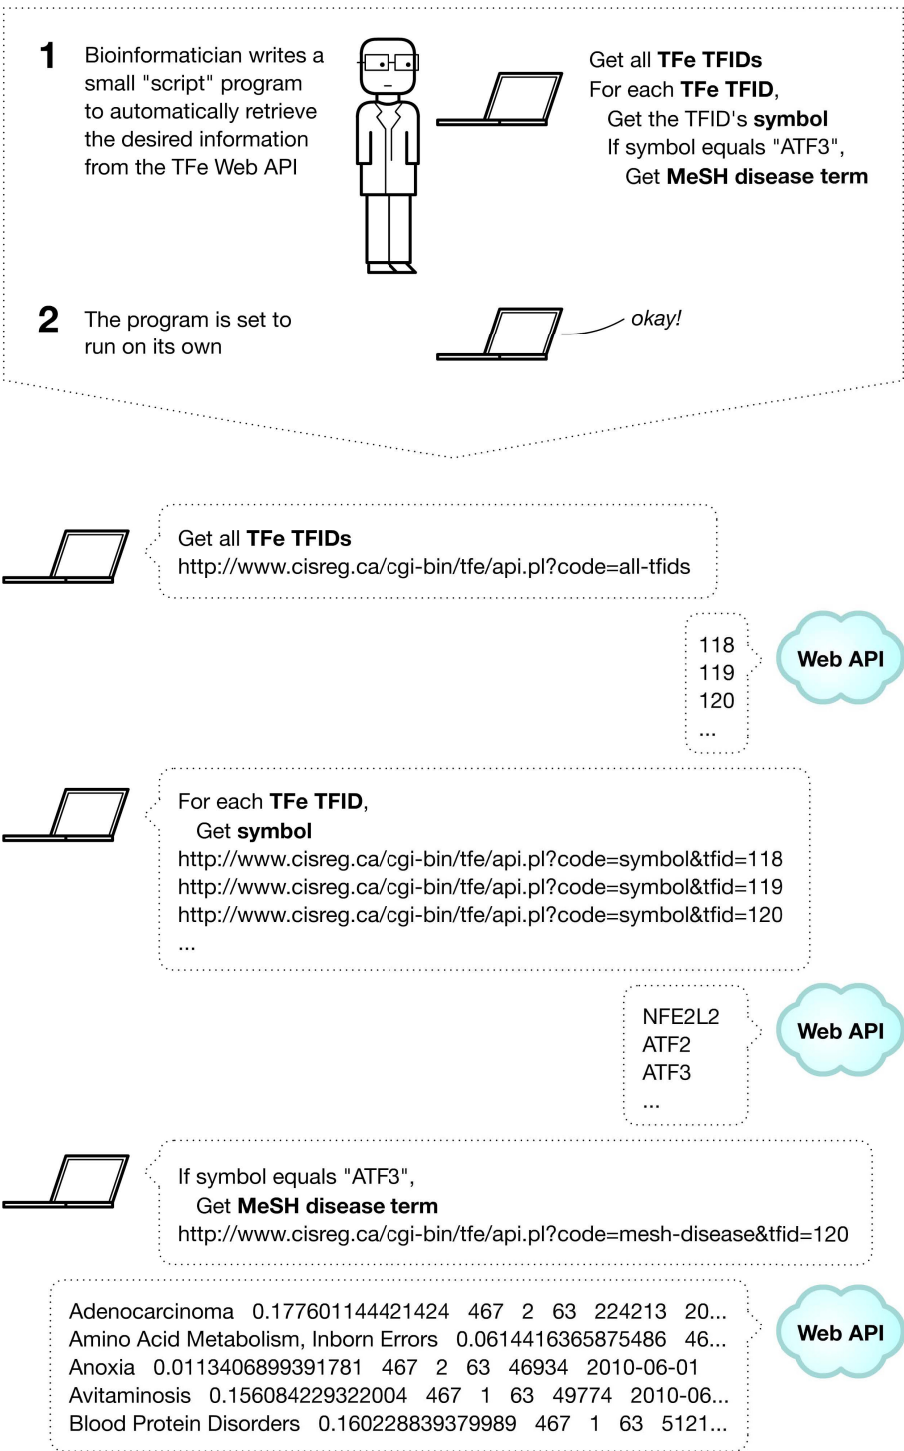 1 Bioinformatician writes a
small "script" program
to automatically retrieve
the desired information
from the TFe Web API
Get all TFe TFIDs
For each TFe TFID,
Get the TFID's symbol
If symbol equals "ATF3",
Get MeSH disease term
2 The program is set to
run on its own
okay!
Get all TFe TFIDs
http://www.cisreg.ca/cgi-bin/tfe/api.pl?code=all-tfids
118
119
120
...
Web API
For each TFe TFID,
Get symbol
http://www.cisreg.ca/cgi-bin/tfe/api.pl?code=symbol&tfid=118
http://www.cisreg.ca/cgi-bin/tfe/api.pl?code=symbol&tfid=119
http://www.cisreg.ca/cgi-bin/tfe/api.pl?code=symbol&tfid=120
...
NFE2L2
ATF2
ATF3
...
Web API
If symbol equals "ATF3",
Get MeSH disease term
http://www.cisreg.ca/cgi-bin/tfe/api.pl?code=mesh-disease&tfid=120
Adenocarcinoma 0.177601144421424 467 2 63 224213 20...
Amino Acid Metabolism, Inborn Errors 0.0614416365875486 46...
Anoxia 0.0113406899391781 467 2 63 46934 2010-06-01
Avitaminosis 0.156084229322004 467 1 63 49774 2010-06...
Blood Protein Disorders 0.160228839379989 467 1 63 5121...
Web API